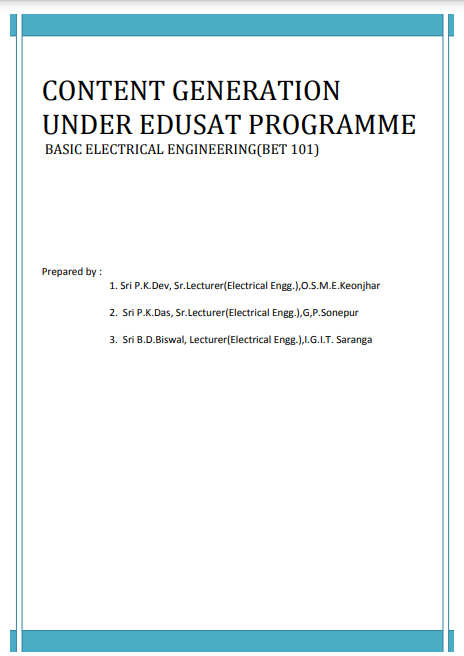 CONTENT GENERATION
UNDER EDUSAT PROGRAMME
BASIC ELECTRICAL ENGINEERING(BET 101)
Prepared by :
1. Sri P.K.Dev, Sr.Lecturer(Electrical Engg.),O.S.M.E.Keonjhar
2. Sri P.K.Das, Sr.Lecturer(Electrical Engg.),G,P.Sonepur
3. Sri B.D.Biswal, Lecturer(Electrical Engg.),I.G.I.T. Saranga